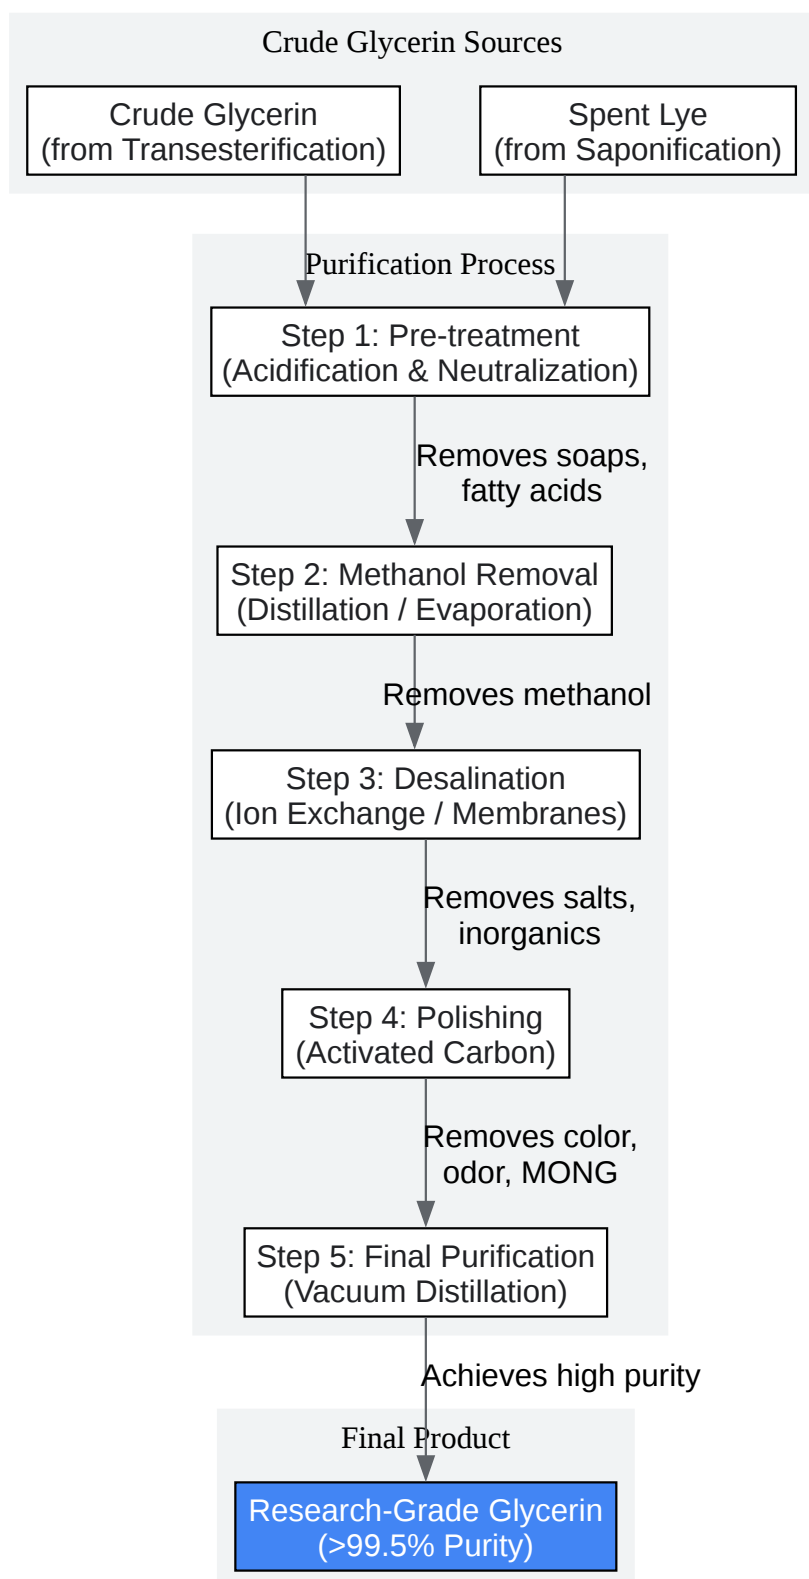 Crude Glycerin Sources
Crude Glycerin
(from Transesterification)
Spent Lye
(from Saponification)
Purification Process
Step 1: Pre-treatment
(Acidification & Neutralization)
Removes soaps,
fatty acids
Step 2: Methanol Removal
(Distillation / Evaporation)
Removes methanol
Step 3: Desalination
(Ion Exchange / Membranes)
Removes salts,
inorganics
Step 4: Polishing
(Activated Carbon)
Removes color,
odor, MONG
Step 5: Final Purification
(Vacuum Distillation)
Achieves high purity
Final Product
Research-Grade Glycerin
(>99.5% Purity)